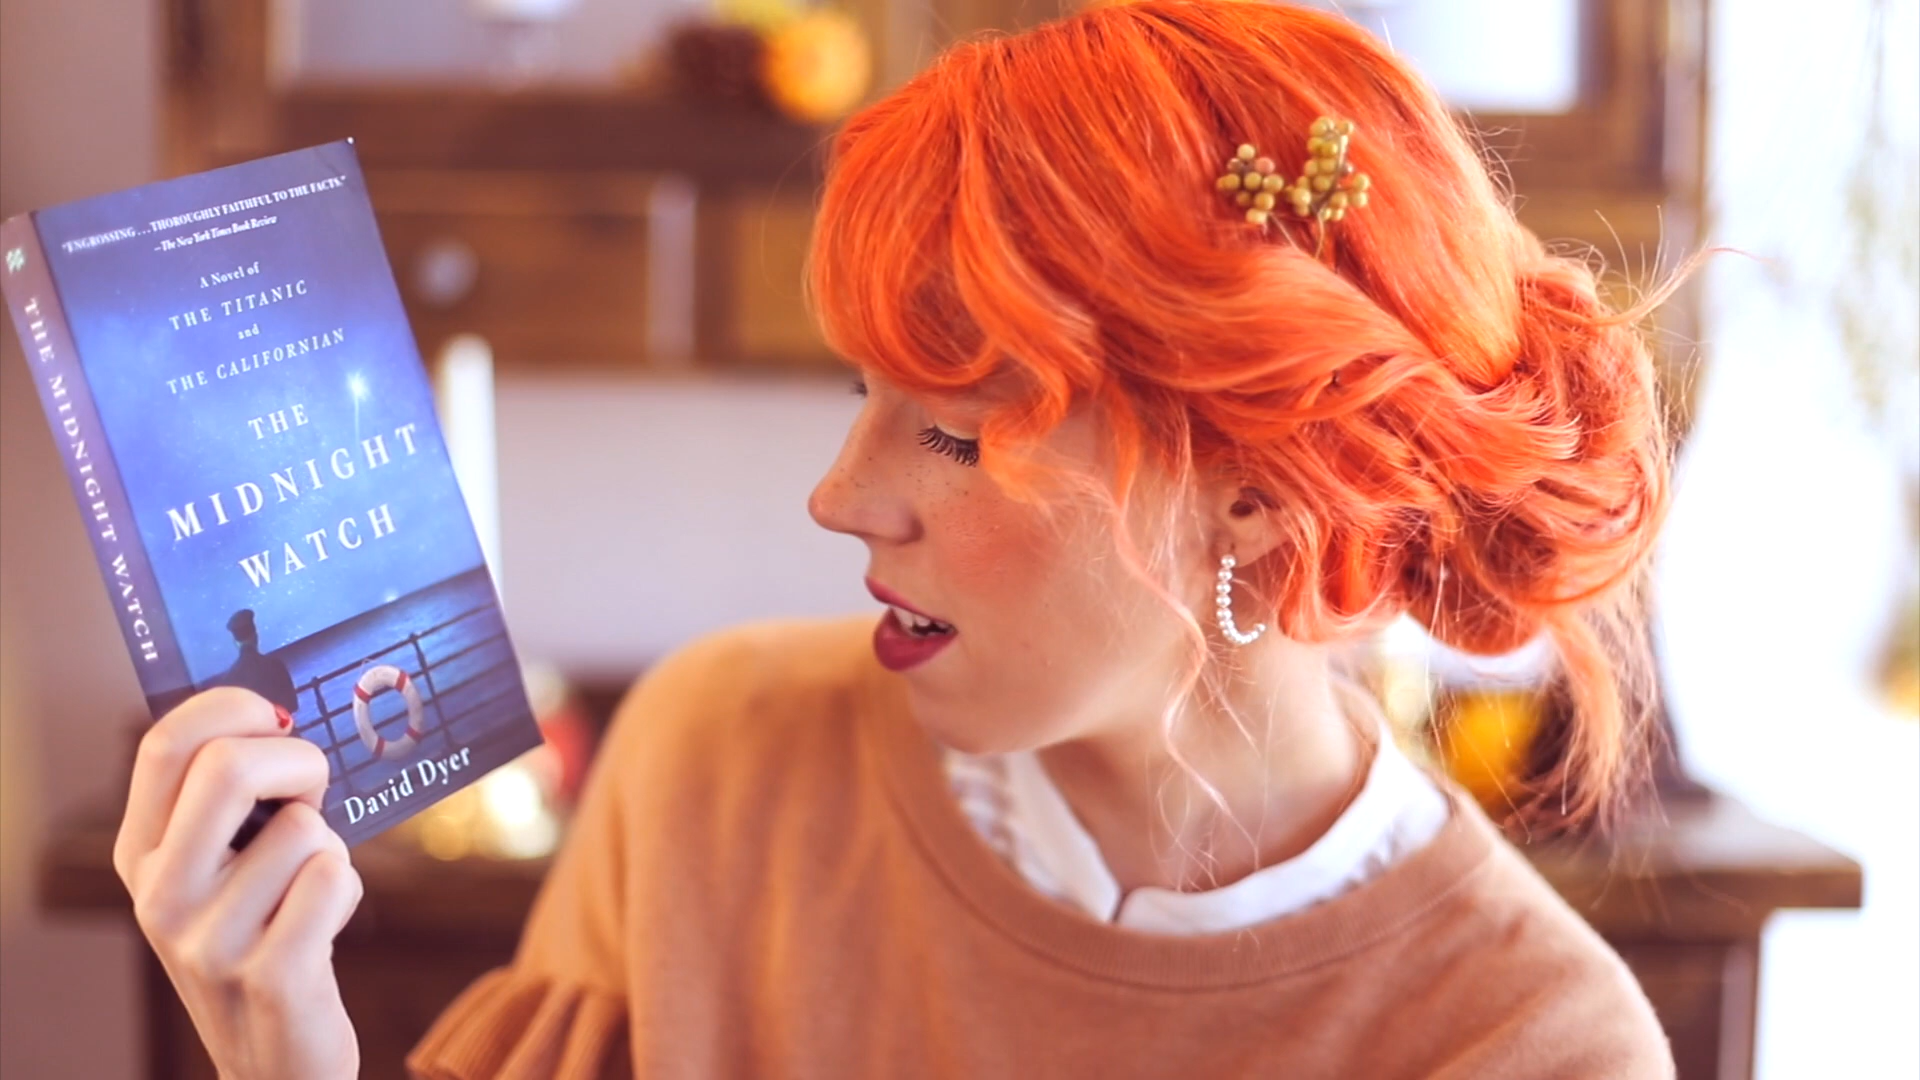 "ENGROSSING...THOROUGHLY FAITHFUL TO THE FACTS."
—The New York Times Book Review
A Novel of
THE TITANIC
and
THE CALIFORNIAN
THE
MIDNIGHT
WATCH
David Dyer
THE MIDNIGHT WATCH